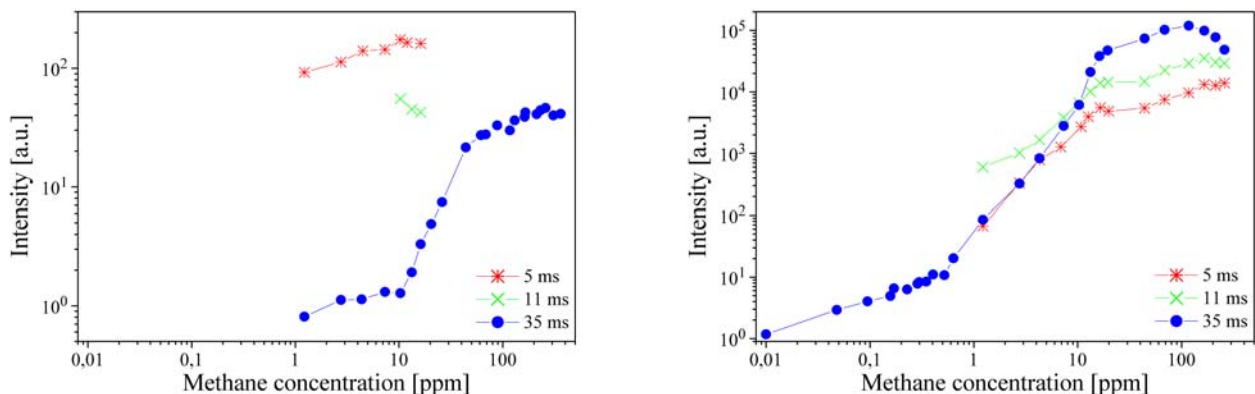 10²
10¹
10⁰
Intensity [a.u.]
5 ms
11 ms
35 ms
0,01 0,1 1 10 100
Methane concentration [ppm]
10⁵
10⁴
10³
10²
10¹
10⁰
Intensity [a.u.]
5 ms
11 ms
35 ms
0,01 0,1 1 10 100
Methane concentration [ppm]